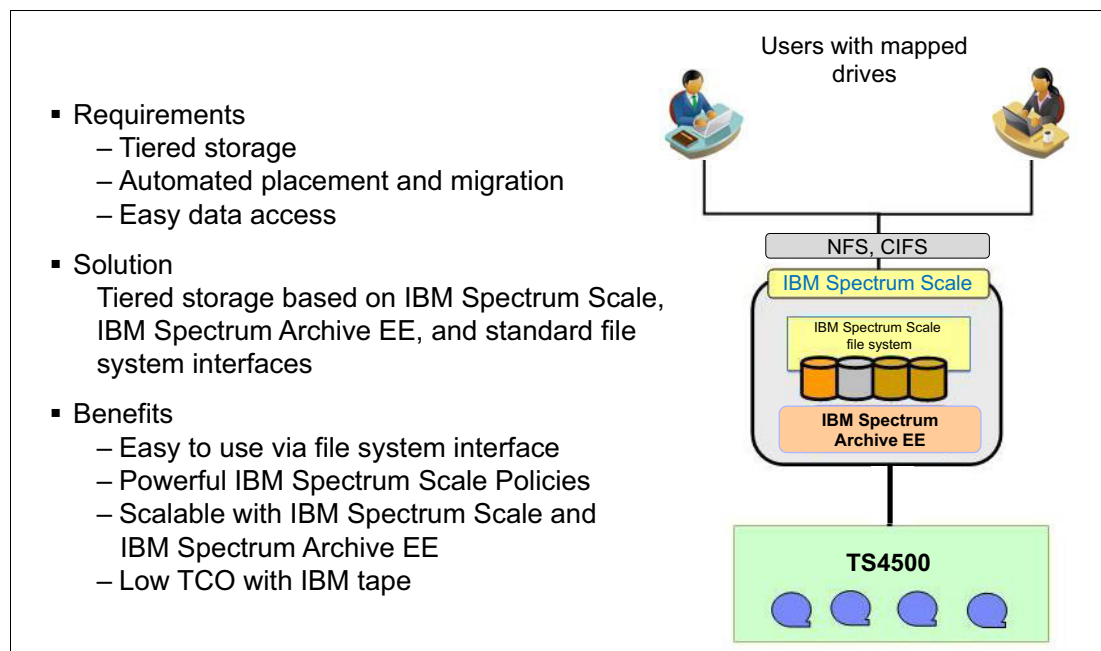 ▪ Requirements
– Tiered storage
– Automated placement and migration
– Easy data access
▪ Solution
Tiered storage based on IBM Spectrum Scale,
IBM Spectrum Archive EE, and standard file
system interfaces
▪ Benefits
– Easy to use via file system interface
– Powerful IBM Spectrum Scale Policies
– Scalable with IBM Spectrum Scale and
IBM Spectrum Archive EE
– Low TCO with IBM tape
Users with mapped
drives
NFS, CIFS
IBM Spectrum Scale
IBM Spectrum Scale
file system
IBM Spectrum
Archive EE
TS4500